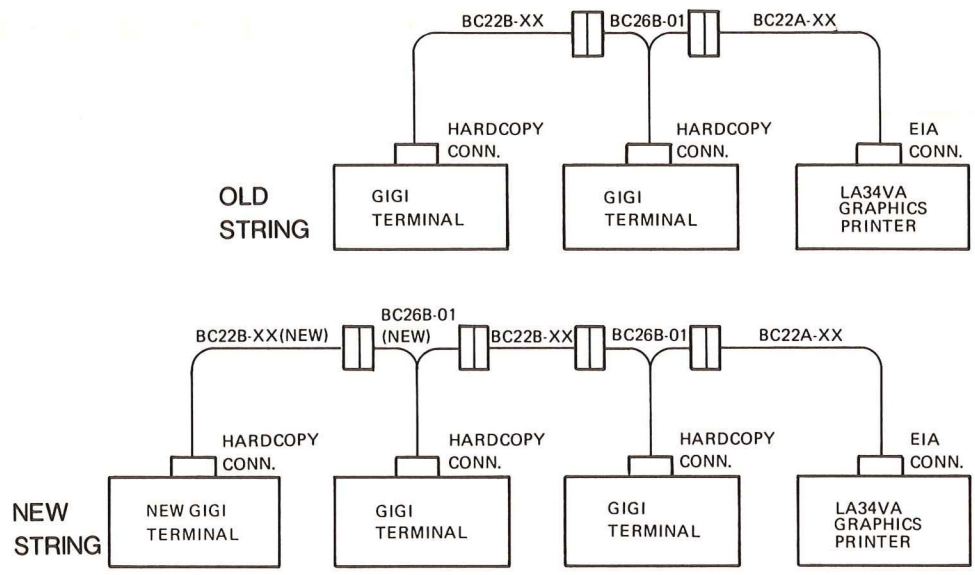 BC22B-XX BC26B-01 BC22A-XX
HARDCOPY CONN.
HARDCOPY CONN.
EIA CONN.
OLD STRING
GIGI TERMINAL
GIGI TERMINAL
LA34VA GRAPHICS PRINTER
BC22B-XX(NEW)
BC26B-01 (NEW)
BC22B-XX
BC26B-01
BC22A-XX
HARDCOPY CONN.
HARDCOPY CONN.
HARDCOPY CONN.
EIA CONN.
NEW STRING
NEW GIGI TERMINAL
GIGI TERMINAL
GIGI TERMINAL
LA34VA GRAPHICS PRINTER